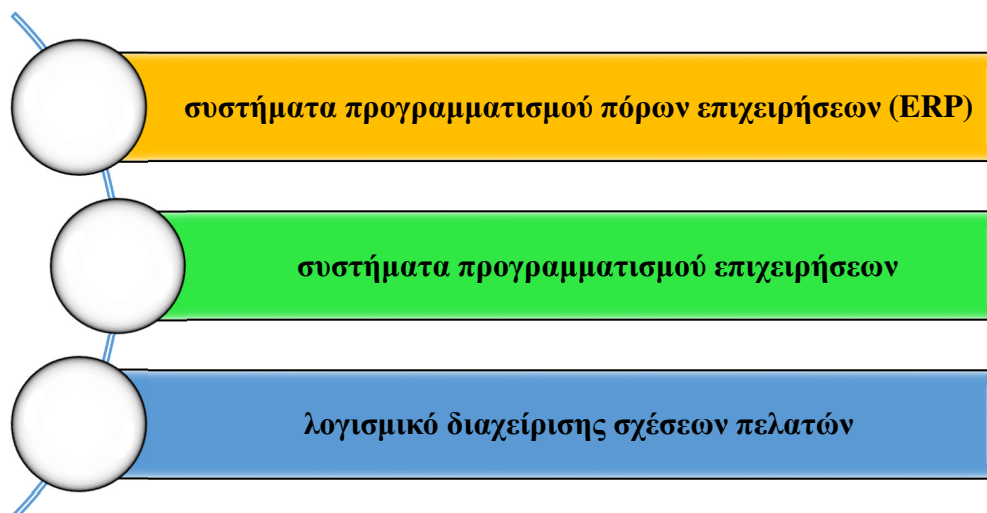 συστήματα προγραμματισμού πόρων επιχειρήσεων (ERP)
συστήματα προγραμματισμού επιχειρήσεων
λογισμικό διαχείρισης σχέσεων πελατών